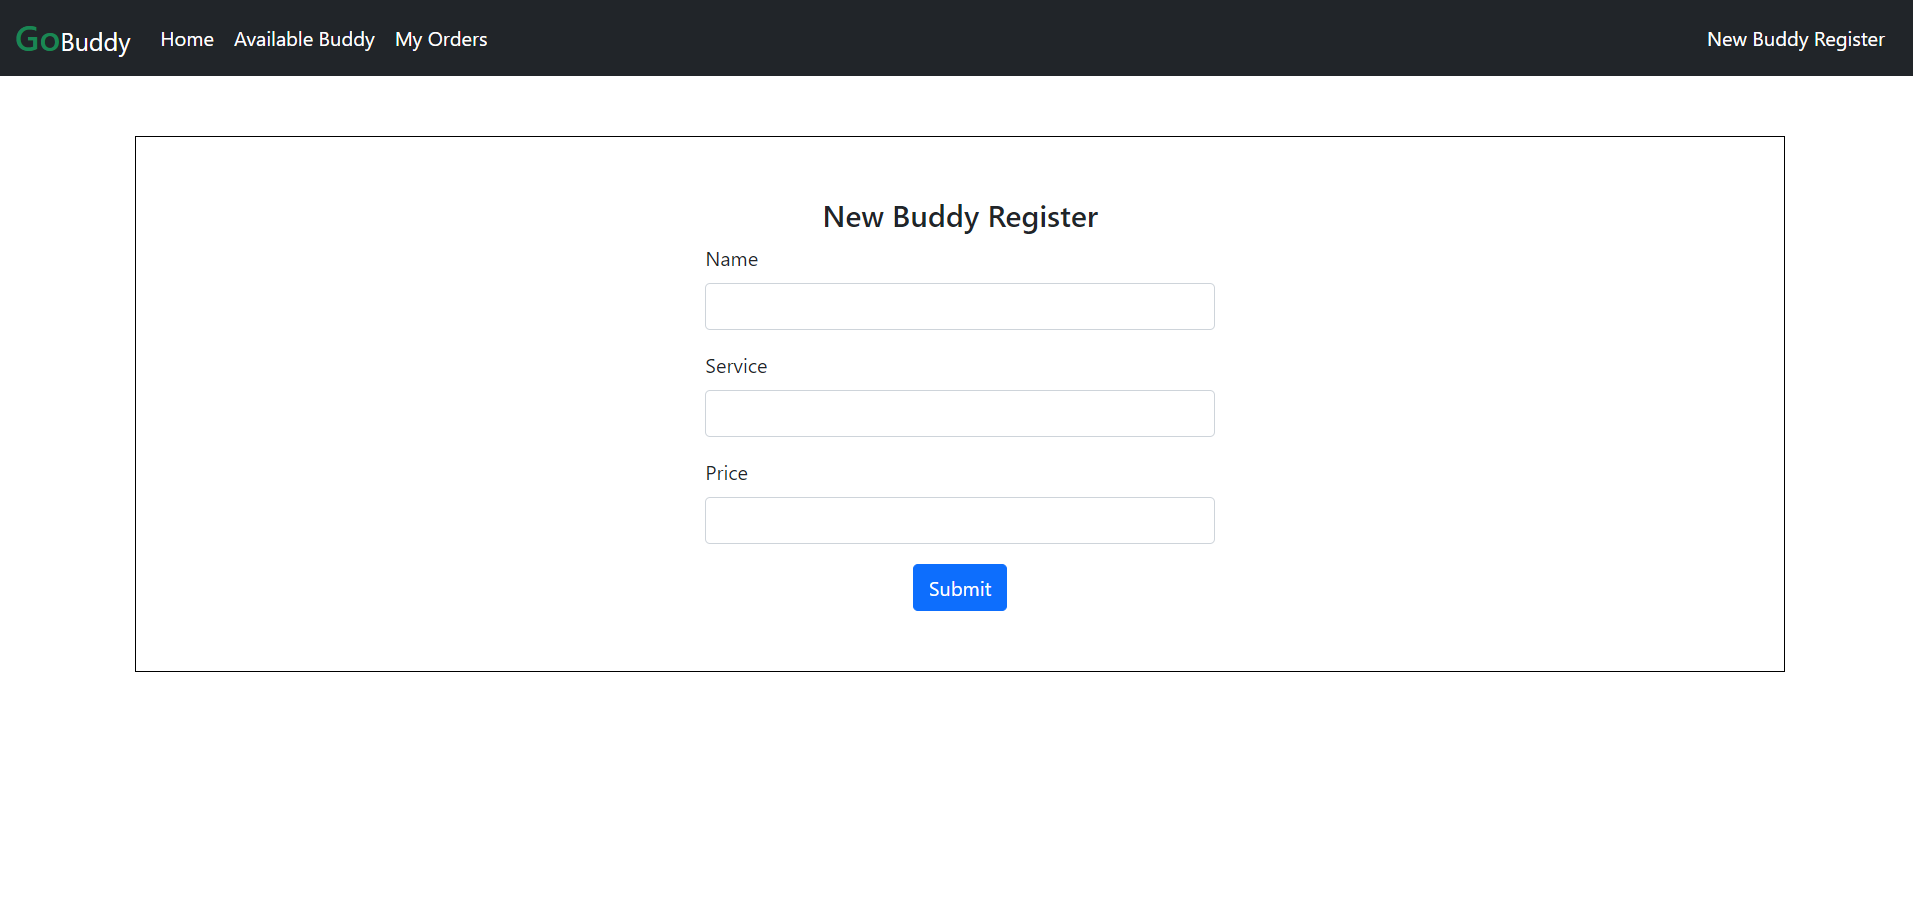 GoBuddy Home Available Buddy My Orders New Buddy Register
New Buddy Register
Name
Service
Price
Submit